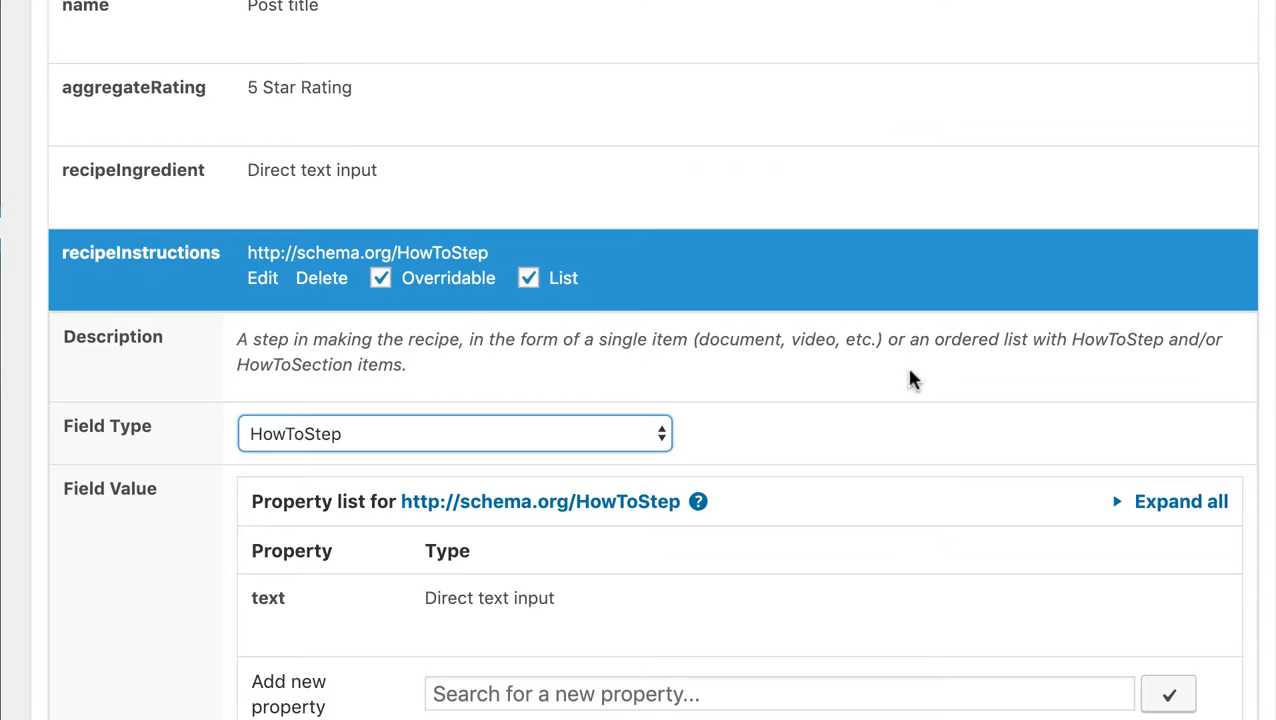 name Post title
aggregateRating 5 Star Rating
recipeIngredient Direct text input
recipeInstructions http://schema.org/HowToStep
Edit Delete Overridable List
Description A step in making the recipe, in the form of a single item (document, video, etc.) or an ordered list with HowToStep and/or
HowToSection items.
Field Type HowToStep
Field Value Property list for http://schema.org/HowToStep ? Expand all
Property Type
text Direct text input
Add new
property Search for a new property...